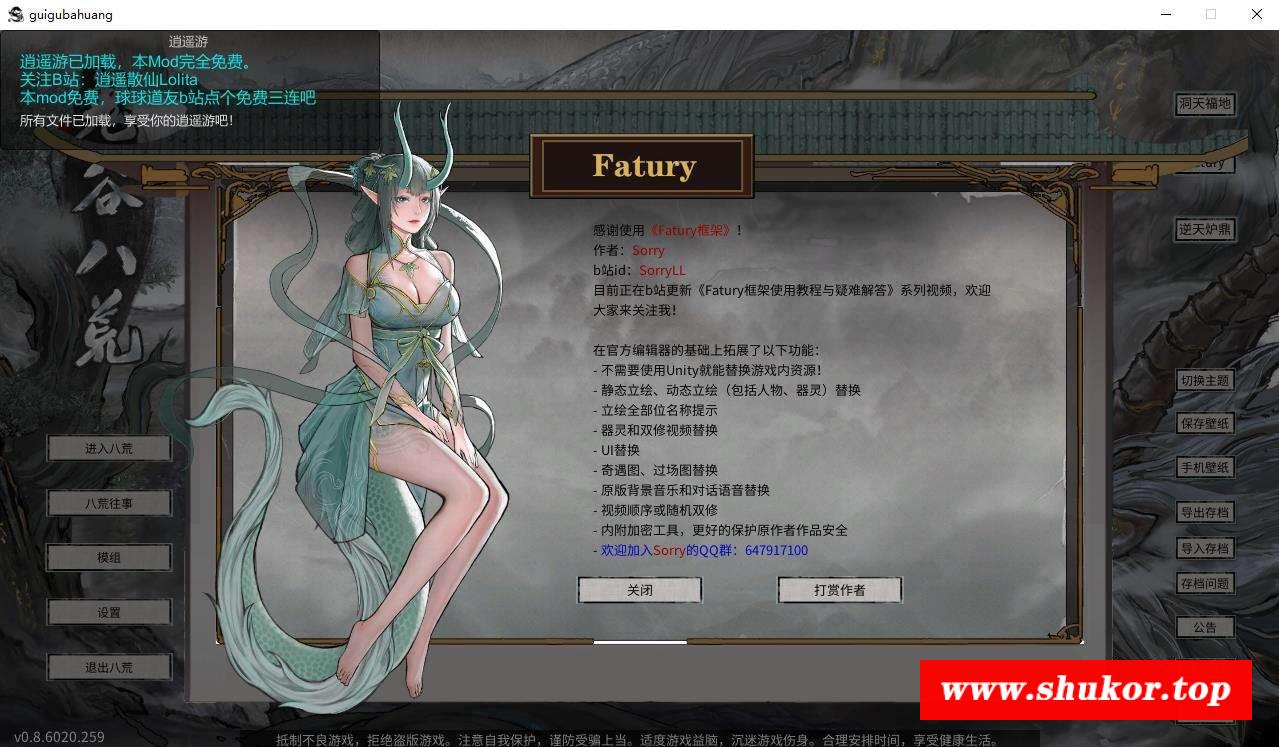 guigubahuang
逍遥游
逍遥游已加载，本Mod完全免费。
关注B站：逍遥散仙Lolita
本mod免费，球球道友b站点个免费三连吧
所有文件已加载，享受你的逍遥游吧！
谷八荒
Fatury
感谢使用《Fatury框架》！
作者：Sorry
b站id：SorryLL
目前正在b站更新《Fatury框架使用教程与疑难解答》系列视频，欢迎
大家来关注我！
在官方编辑器的基础上拓展了以下功能：
- 不需要使用Unity就能替换游戏内资源！
- 静态立绘、动态立绘（包括人物、器灵）替换
- 立绘全部位名称提示
- 器灵和双修视频替换
- UI替换
- 奇遇图、过场图替换
- 原版背景音乐和对话语音替换
- 视频顺序或随机双修
- 内附加密工具，更好的保护原作者作品安全
- 欢迎加入Sorry的QQ群：647917100
关闭
打赏作者
进入八荒
八荒往事
模组
设置
退出八荒
洞天福地
逆天炉鼎
切换主题
保存壁纸
手机壁纸
导出存档
导入存档
存档问题
公告
www.shukor.top
v0.8.6020.259
抵制不良游戏，拒绝盗版游戏。注意自我保护，谨防受骗上当。适度游戏益脑，沉迷游戏伤身。合理安排时间，享受健康生活。